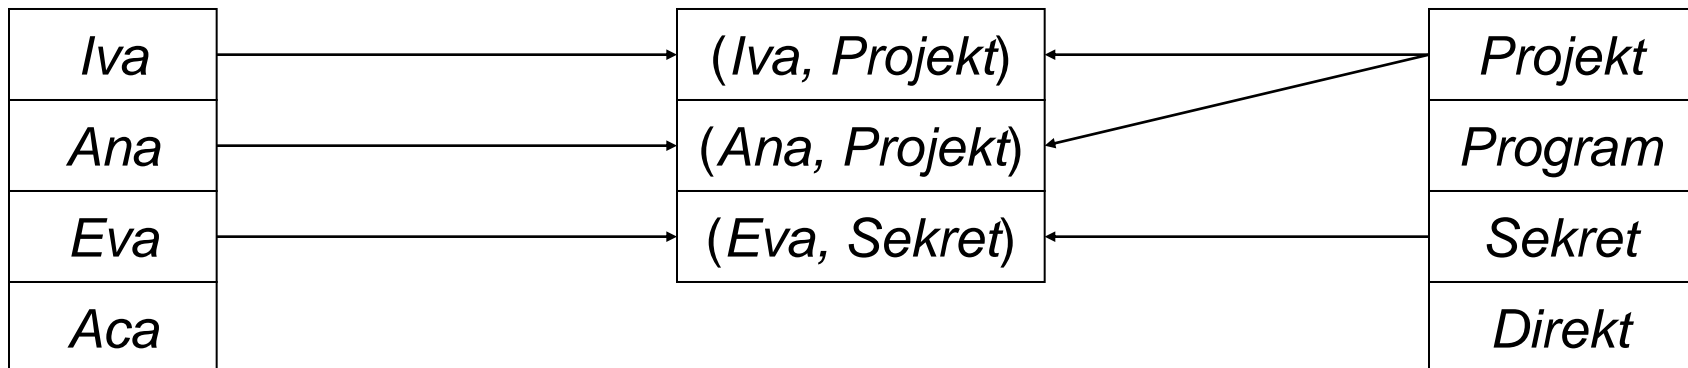 Iva (Iva, Projekt) Projekt
Ana (Ana, Projekt) Program
Eva (Eva, Sekret) Sekret
Aca Direkt